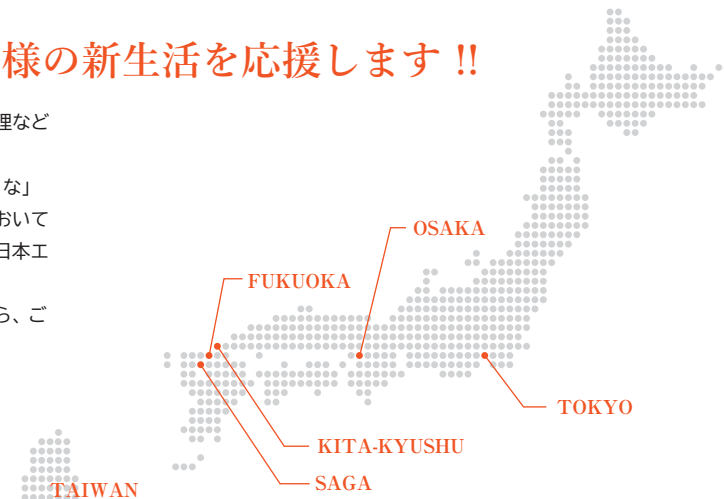 様の新生活を応援します !!
理など
な」
おいて
日本エ
ら、ご
OSAKA
FUKUOKA
TOKYO
KITA-KYUSHU
SAGA
TAIWAN